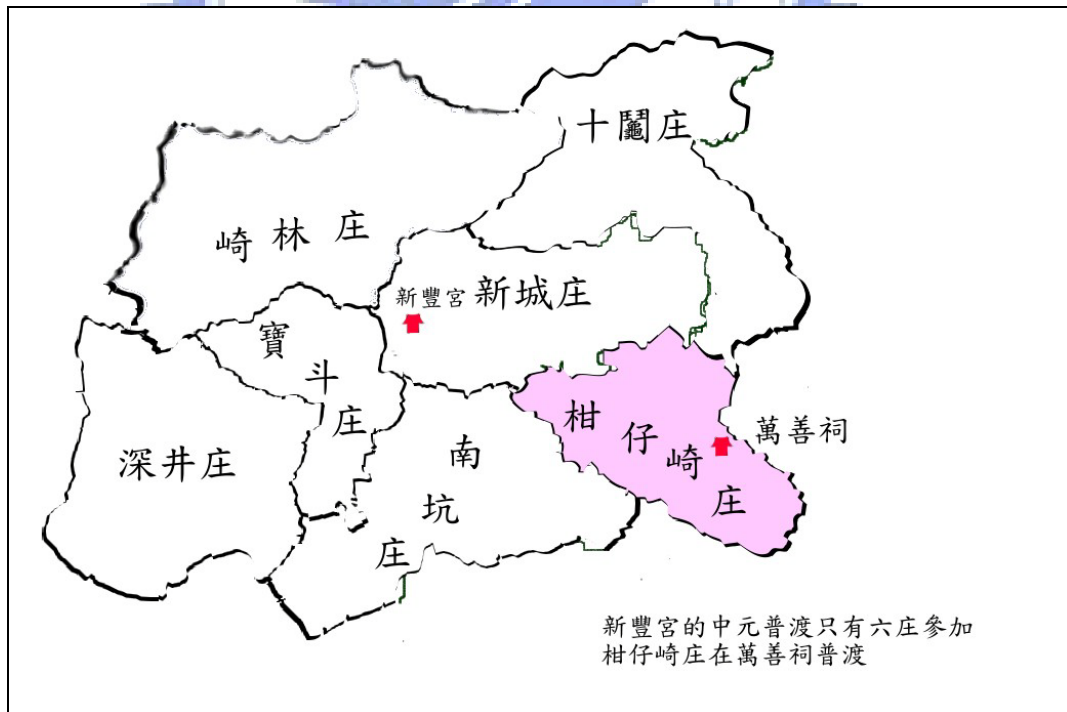 十鬮庄
崎林庄
新豐宮
新城庄
寶斗庄
柑仔崎庄
萬善祠
深井庄
南坑庄
新豐宮的中元普渡只有六庄參加
柑仔崎庄在萬善祠普渡